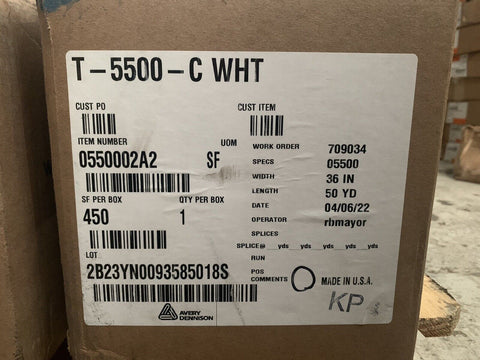 T-5500-C WHT
CUST PO
CUST ITEM
ITEM NUMBER
UOM
0550002A2 SF
SF PER BOX QTY PER BOX
450 1
LOT
2B23YN0093585018S
WORK ORDER 709034
SPECS 05500
WIDTH 36 IN
LENGTH 50 YD
DATE 04/06/22
OPERATOR rbmayor
SPLICES
SPLICE@ yds yds yds yds yds
RUN
POS
COMMENTS
MADE IN U.S.A.
KP
AVERY
DENNISON